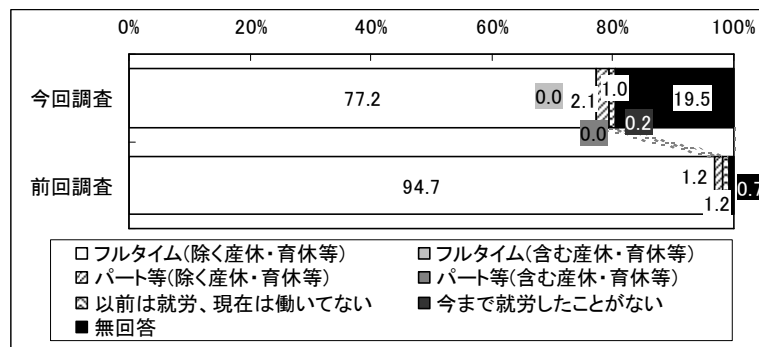 0% 20% 40% 60% 80% 100%
今回調査 77.2 0.0 2.1 1.0 19.5
0.0 0.2
前回調査 94.7 1.2 0.7
1.2
フルタイム(除く産休・育休等) フルタイム(含む産休・育休等)
パート等(除く産休・育休等) パート等(含む産休・育休等)
以前は就労、現在は働いてない 今まで就労したことがない
無回答